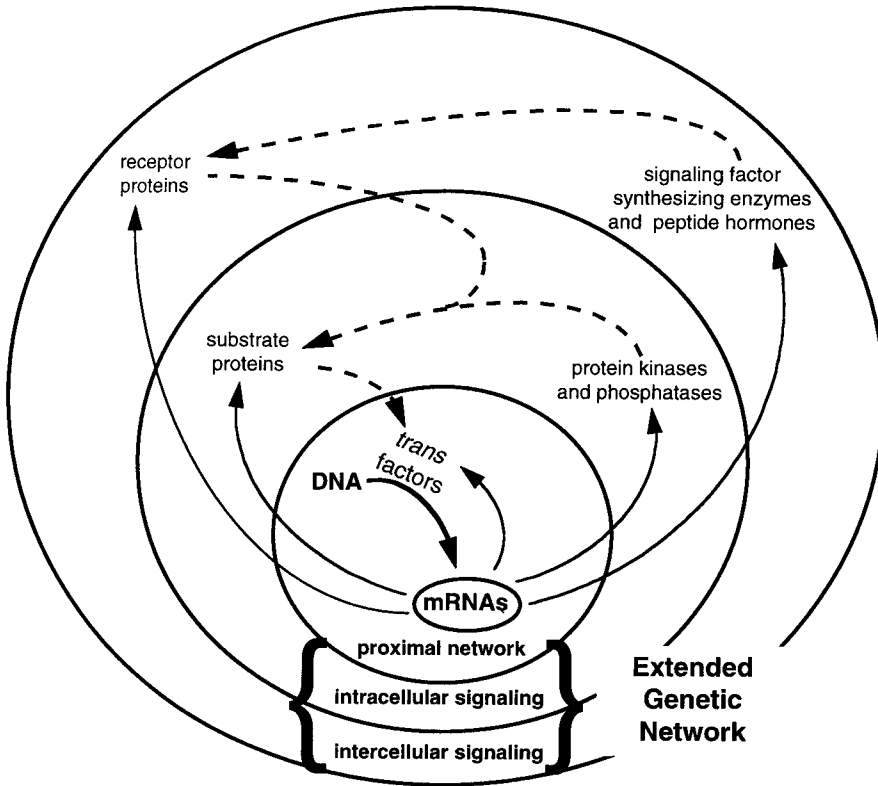 receptor
proteins
signaling factor
synthesizing enzymes
and peptide hormones
substrate
proteins
protein kinases
and phosphatases
trans
factors
DNA
mRNAs
proximal network
intracellular signaling
intercellular signaling
Extended
Genetic
Network